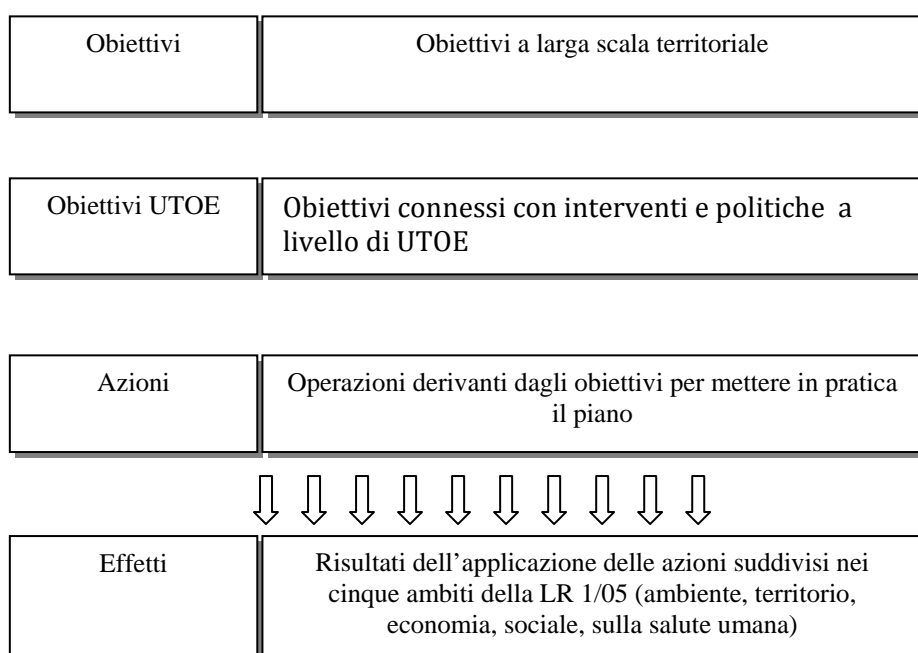 Obiettivi
Obiettivi a larga scala territoriale
Obiettivi UTOE
Obiettivi connessi con interventi e politiche a
livello di UTOE
Azioni
Operazioni derivanti dagli obiettivi per mettere in pratica
il piano
Effetti
Risultati dell’applicazione delle azioni suddivisi nei
cinque ambiti della LR 1/05 (ambiente, territorio,
economia, sociale, sulla salute umana)